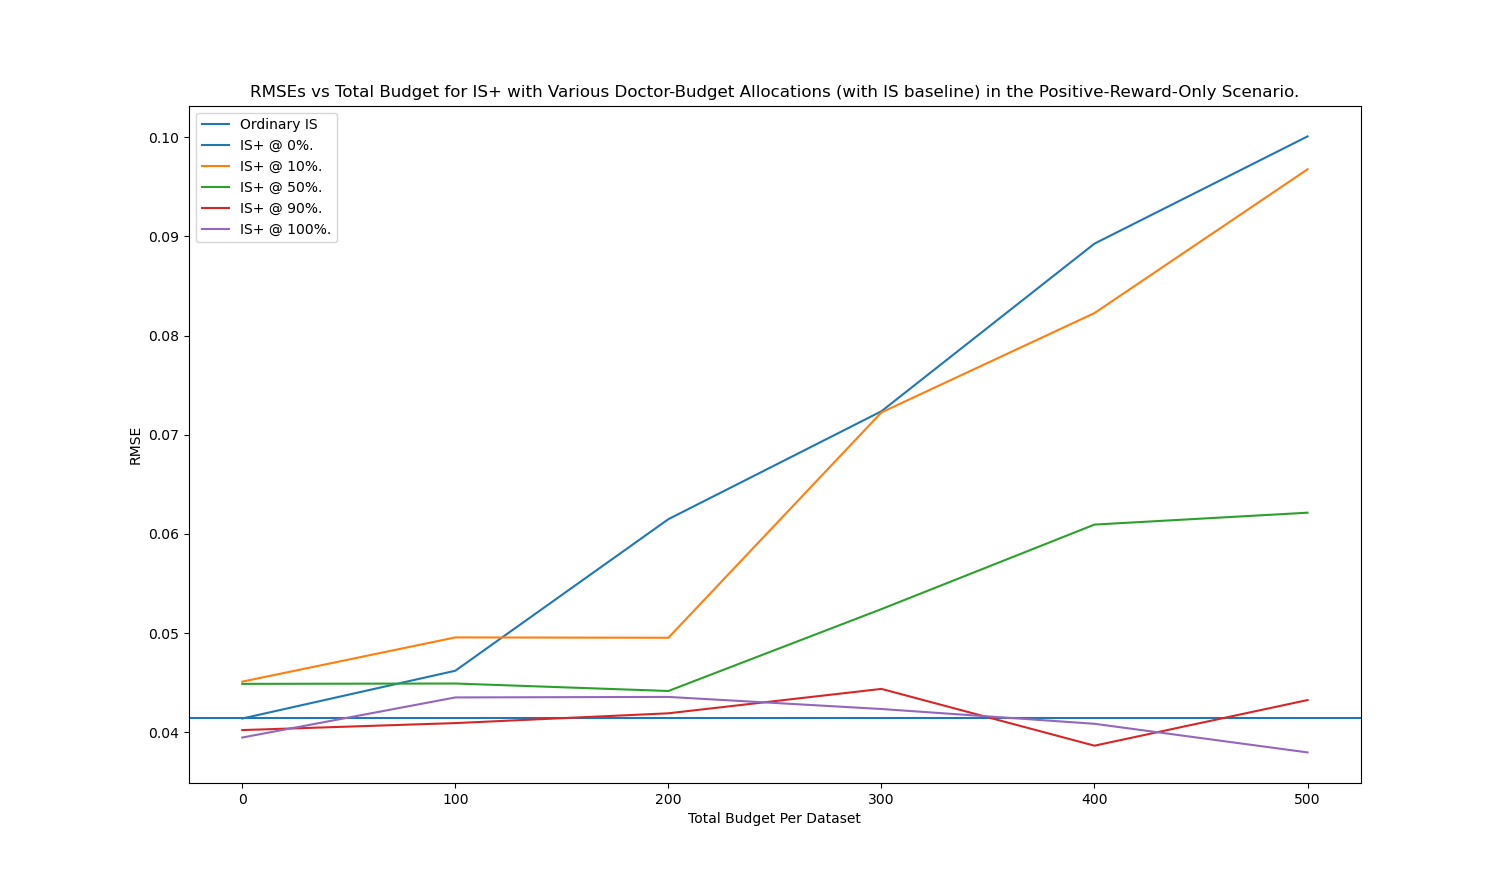 RMSEs vs Total Budget for IS+ with Various Doctor-Budget Allocations (with IS baseline) in the Positive-Reward-Only Scenario.
Ordinary IS
IS+ @ 0%.
IS+ @ 10%.
IS+ @ 50%.
IS+ @ 90%.
IS+ @ 100%.
0.10
0.09
0.08
0.07
0.06
0.05
0.04
RMSE
0 100 200 300 400 500
Total Budget Per Dataset